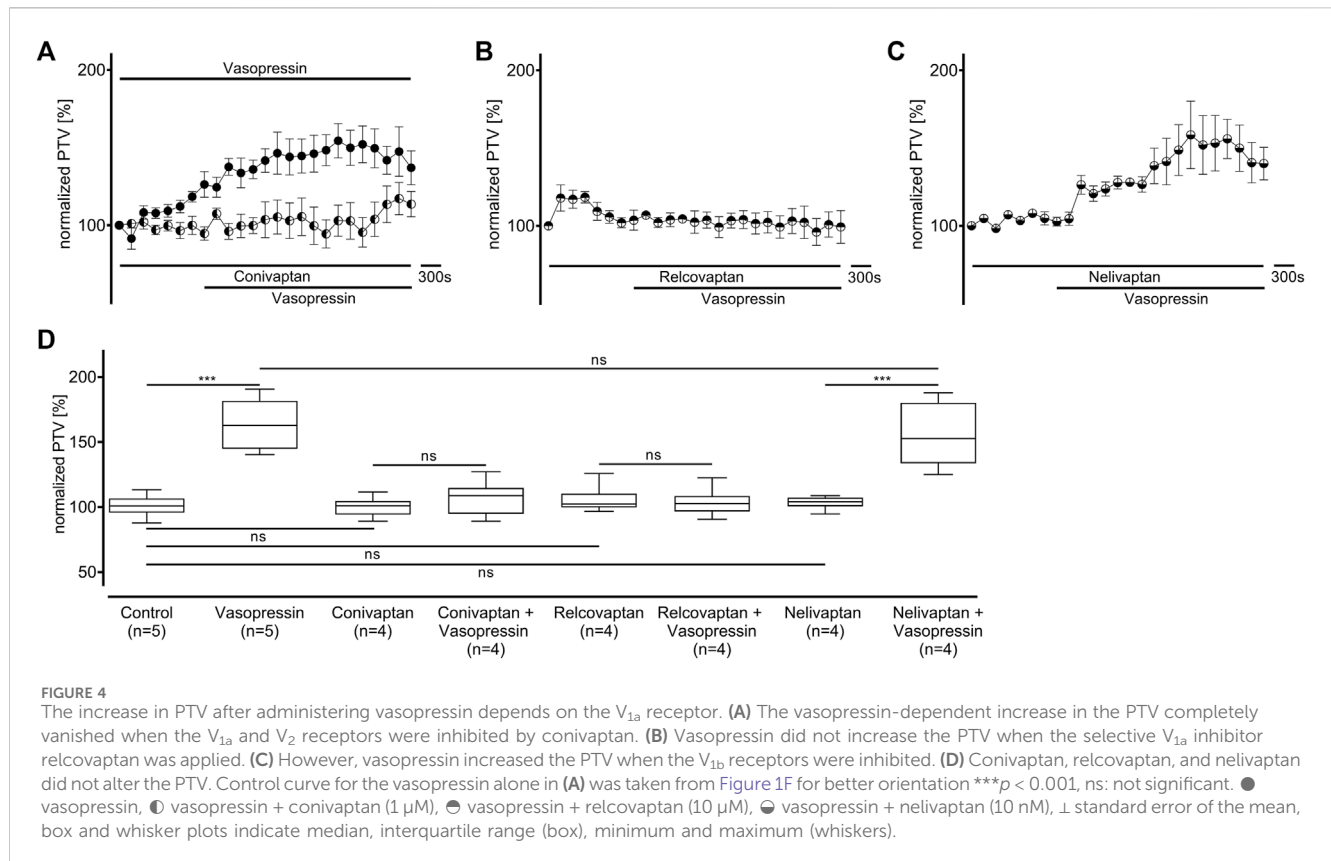 A
200
Vasopressin
normalized PTV [%]
100
Conivaptan
300s
Vasopressin
B
200
normalized PTV [%]
100
Relcovaptan
300s
Vasopressin
C
200
normalized PTV [%]
100
Nelivaptan
300s
Vasopressin
D
ns
200
***
***
normalized PTV [%]
150
ns
ns
100
ns
ns
ns
50
Control
(n=5)
Vasopressin
(n=5)
Conivaptan
(n=4)
Conivaptan +
Vasopressin
(n=4)
Relcovaptan
(n=4)
Relcovaptan +
Vasopressin
(n=4)
Nelivaptan
(n=4)
Nelivaptan +
Vasopressin
(n=4)
FIGURE 4
The increase in PTV after administering vasopressin depends on the V1a receptor. (A) The vasopressin-dependent increase in the PTV completely
vanished when the V1a and V2 receptors were inhibited by conivaptan. (B) Vasopressin did not increase the PTV when the selective V1a inhibitor
relcovaptan was applied. (C) However, vasopressin increased the PTV when the V1b receptors were inhibited. (D) Conivaptan, relcovaptan, and nelivaptan
did not alter the PTV. Control curve for the vasopressin alone in (A) was taken from Figure 1F for better orientation ***p < 0.001, ns: not significant. ●
vasopressin, ◐ vasopressin + conivaptan (1 μM), ◓ vasopressin + relcovaptan (10 μM), ◒ vasopressin + nelivaptan (10 nM), ⊥ standard error of the mean,
box and whisker plots indicate median, interquartile range (box), minimum and maximum (whiskers).